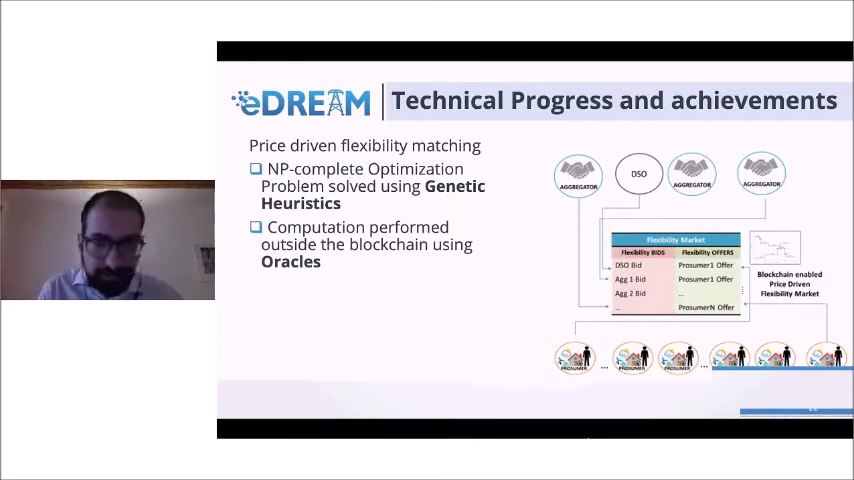 eDREAM
Technical Progress and achievements
Price driven flexibility matching
NP-complete Optimization
Problem solved using Genetic
Heuristics
Computation performed
outside the blockchain using
Oracles
AGGREGATOR
DSO
AGGREGATOR
AGGREGATOR
Flexibility Market
Flexibility BIDS Flexibility OFFERS
DSO Bid Prosumer1 Offer
Agg 1 Bid Prosumer1 Offer
Agg 2 Bid ...
... ProsumerN Offer
Blockchain enabled
Price Driven
Flexibility Market
PROSUMER ... PROSUMER PROSUMER ...